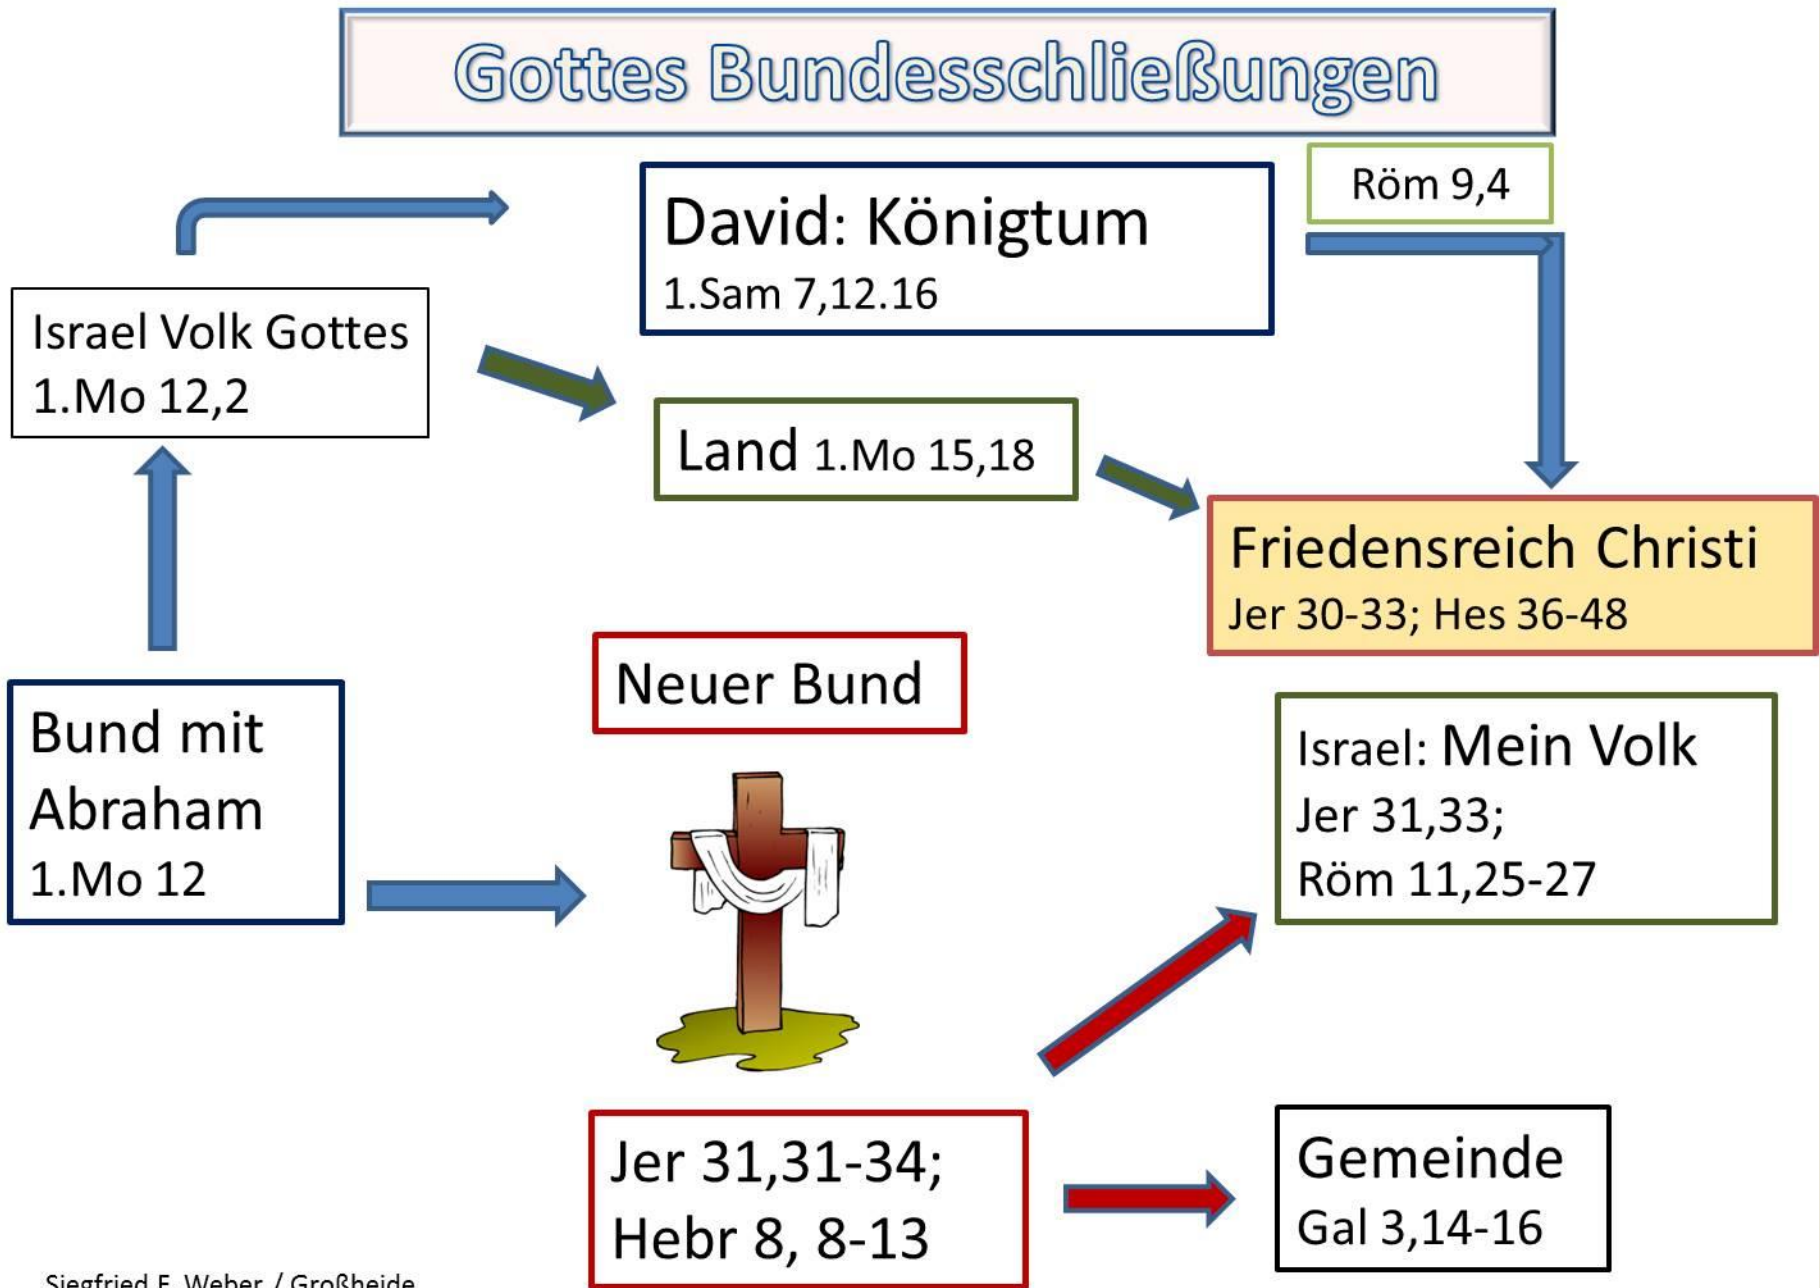 Gottes Bundesschließungen
Röm 9,4
David: Königtum
1.Sam 7,12.16
Israel Volk Gottes
1.Mo 12,2
Land 1.Mo 15,18
Friedensreich Christi
Jer 30-33; Hes 36-48
Neuer Bund
Bund mit
Abraham
1.Mo 12
Israel: Mein Volk
Jer 31,33;
Röm 11,25-27
Jer 31,31-34;
Hebr 8, 8-13
Gemeinde
Gal 3,14-16
Siegfried F. Weber / Großheide